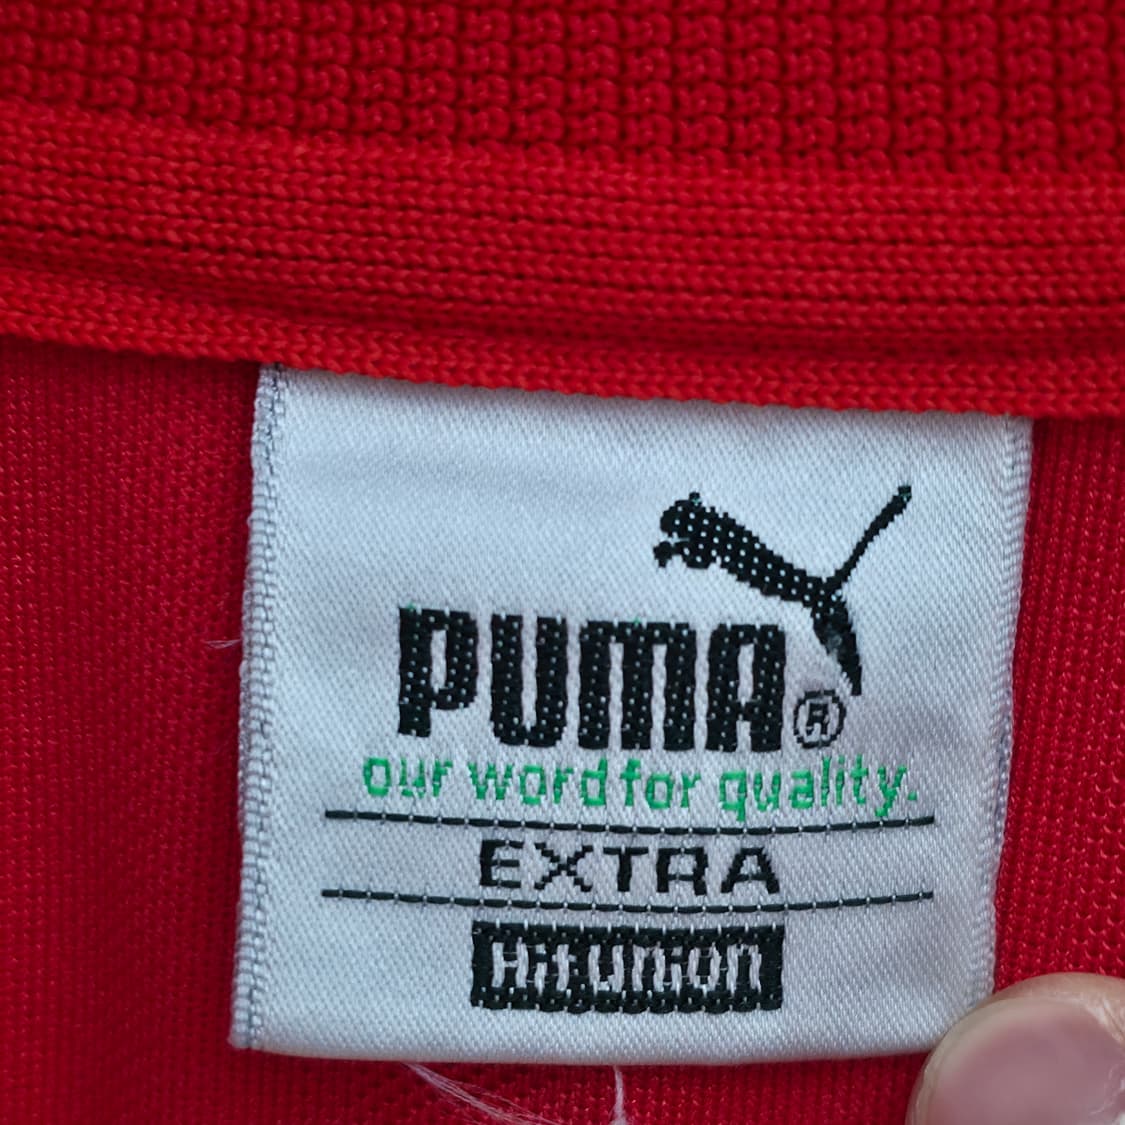 PUMA®
our word for quality.
EXTRA
Hit union